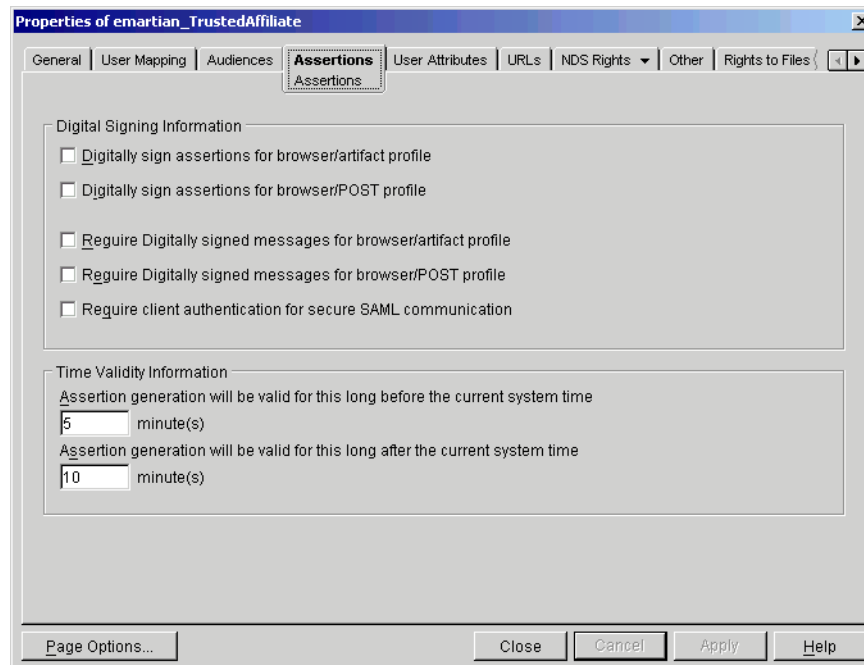 Properties of emartian_TrustedAffiliate
General User Mapping Audiences Assertions User Attributes URLs NDS Rights Other Rights to Files
Assertions
Digital Signing Information
Digitally sign assertions for browser/artifact profile
Digitally sign assertions for browser/POST profile
Require Digitally signed messages for browser/artifact profile
Require Digitally signed messages for browser/POST profile
Require client authentication for secure SAML communication
Time Validity Information
Assertion generation will be valid for this long before the current system time
5 minute(s)
Assertion generation will be valid for this long after the current system time
10 minute(s)
Page Options... Close Cancel Apply Help